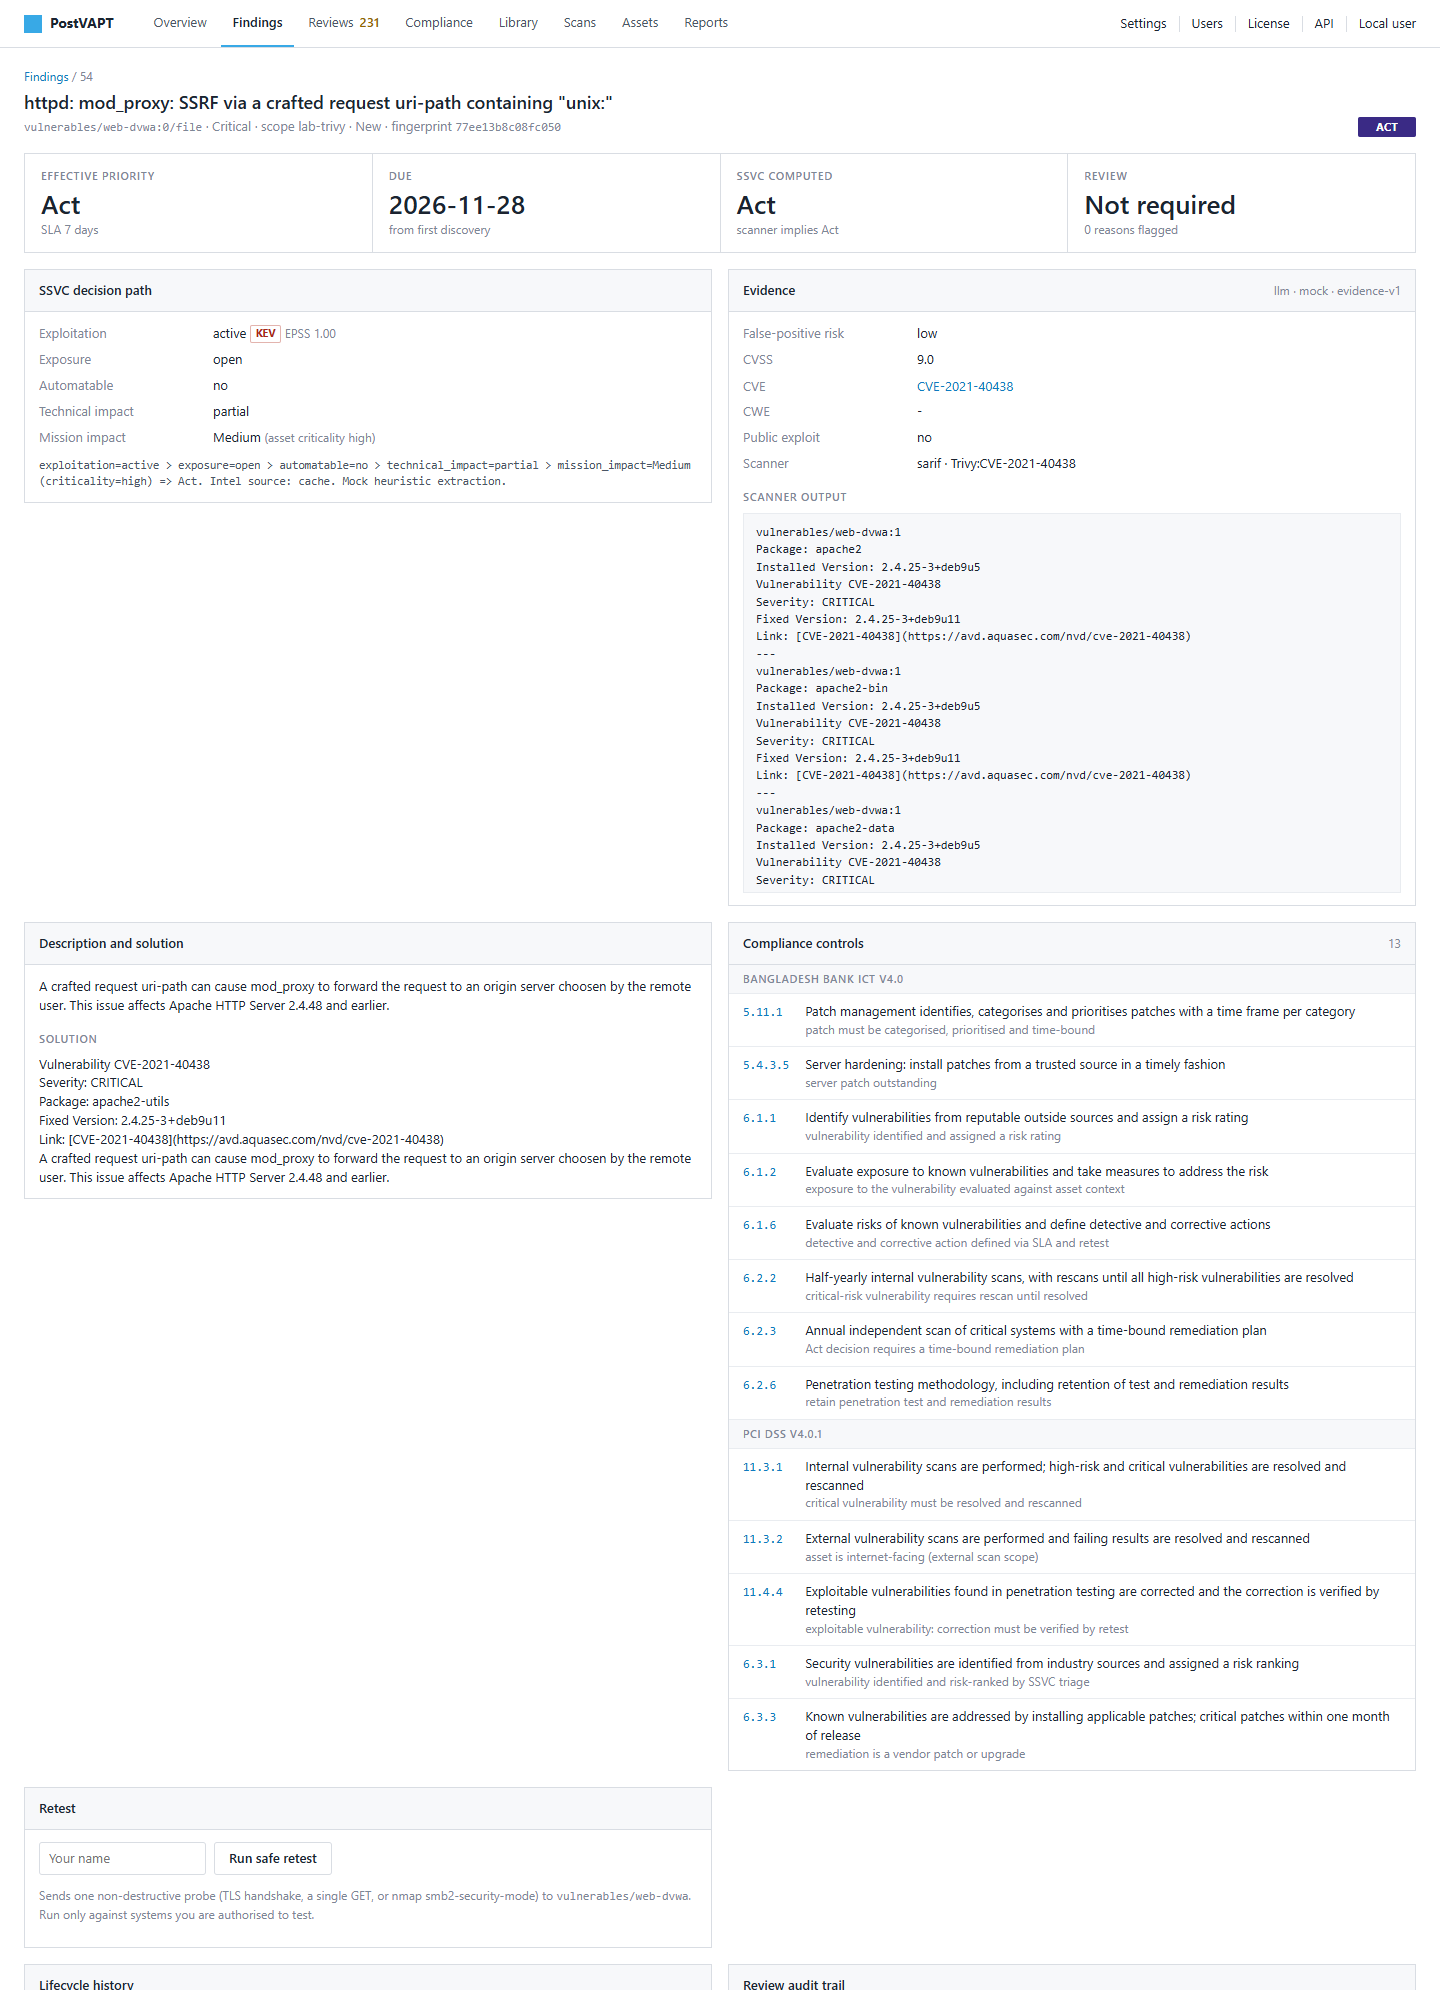 PostVAPT
Overview
Findings
Reviews 231
Compliance
Library
Scans
Assets
Reports
Settings
Users
License
API
Local user
Findings / 54
httpd: mod_proxy: SSRF via a crafted request uri-path containing "unix:"
vulnerables/web-dvwa:0/file · Critical · scope lab-trivy · New · fingerprint 77ee13b8c08fc050
ACT
EFFECTIVE PRIORITY
Act
SLA 7 days
DUE
2026-11-28
from first discovery
SSVC COMPUTED
Act
scanner implies Act
REVIEW
Not required
0 reasons flagged
SSVC decision path
Exploitation active KEV EPSS 1.00
Exposure open
Automatable no
Technical impact partial
Mission impact Medium (asset criticality high)
exploitation=active > exposure=open > automatable=no > technical_impact=partial > mission_impact=Medium
(criticality=high) => Act. Intel source: cache. Mock heuristic extraction.
Evidence
llm · mock · evidence-v1
False-positive risk low
CVSS 9.0
CVE CVE-2021-40438
CWE -
Public exploit no
Scanner sarif · Trivy:CVE-2021-40438
SCANNER OUTPUT
vulnerables/web-dvwa:1
Package: apache2
Installed Version: 2.4.25-3+deb9u5
Vulnerability CVE-2021-40438
Severity: CRITICAL
Fixed Version: 2.4.25-3+deb9u11
Link: [CVE-2021-40438](https://avd.aquasec.com/nvd/cve-2021-40438)
---
vulnerables/web-dvwa:1
Package: apache2-bin
Installed Version: 2.4.25-3+deb9u5
Vulnerability CVE-2021-40438
Severity: CRITICAL
Fixed Version: 2.4.25-3+deb9u11
Link: [CVE-2021-40438](https://avd.aquasec.com/nvd/cve-2021-40438)
---
vulnerables/web-dvwa:1
Package: apache2-data
Installed Version: 2.4.25-3+deb9u5
Vulnerability CVE-2021-40438
Severity: CRITICAL
Description and solution
A crafted request uri-path can cause mod_proxy to forward the request to an origin server choosen by the remote
user. This issue affects Apache HTTP Server 2.4.48 and earlier.
SOLUTION
Vulnerability CVE-2021-40438
Severity: CRITICAL
Package: apache2-utils
Fixed Version: 2.4.25-3+deb9u11
Link: [CVE-2021-40438](https://avd.aquasec.com/nvd/cve-2021-40438)
A crafted request uri-path can cause mod_proxy to forward the request to an origin server choosen by the remote
user. This issue affects Apache HTTP Server 2.4.48 and earlier.
Compliance controls
13
BANGLADESH BANK ICT V4.0
5.11.1 Patch management identifies, categorises and prioritises patches with a time frame per category
patch must be categorised, prioritised and time-bound
5.4.3.5 Server hardening: install patches from a trusted source in a timely fashion
server patch outstanding
6.1.1 Identify vulnerabilities from reputable outside sources and assign a risk rating
vulnerability identified and assigned a risk rating
6.1.2 Evaluate exposure to known vulnerabilities and take measures to address the risk
exposure to the vulnerability evaluated against asset context
6.1.6 Evaluate risks of known vulnerabilities and define detective and corrective actions
detective and corrective action defined via SLA and retest
6.2.2 Half-yearly internal vulnerability scans, with rescans until all high-risk vulnerabilities are resolved
critical-risk vulnerability requires rescan until resolved
6.2.3 Annual independent scan of critical systems with a time-bound remediation plan
Act decision requires a time-bound remediation plan
6.2.6 Penetration testing methodology, including retention of test and remediation results
retain penetration test and remediation results
PCI DSS V4.0.1
11.3.1 Internal vulnerability scans are performed; high-risk and critical vulnerabilities are resolved and
rescanned
critical vulnerability must be resolved and rescanned
11.3.2 External vulnerability scans are performed and failing results are resolved and rescanned
asset is internet-facing (external scan scope)
11.4.4 Exploitable vulnerabilities found in penetration testing are corrected and the correction is verified by
retesting
exploitable vulnerability: correction must be verified by retest
6.3.1 Security vulnerabilities are identified from industry sources and assigned a risk ranking
vulnerability identified and risk-ranked by SSVC triage
6.3.3 Known vulnerabilities are addressed by installing applicable patches; critical patches within one month
of release
remediation is a vendor patch or upgrade
Retest
Your name
Run safe retest
Sends one non-destructive probe (TLS handshake, a single GET, or nmap smb2-security-mode) to vulnerables/web-dvwa.
Run only against systems you are authorised to test.
Lifecycle history
Review audit trail